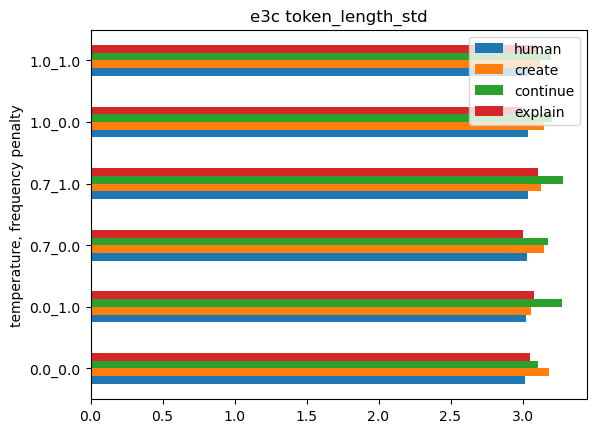 e3c token_length_std
human
create
continue
explain
temperature, frequency penalty
1.0_1.0
1.0_0.0
0.7_1.0
0.7_0.0
0.0_1.0
0.0_0.0
0.0 0.5 1.0 1.5 2.0 2.5 3.0